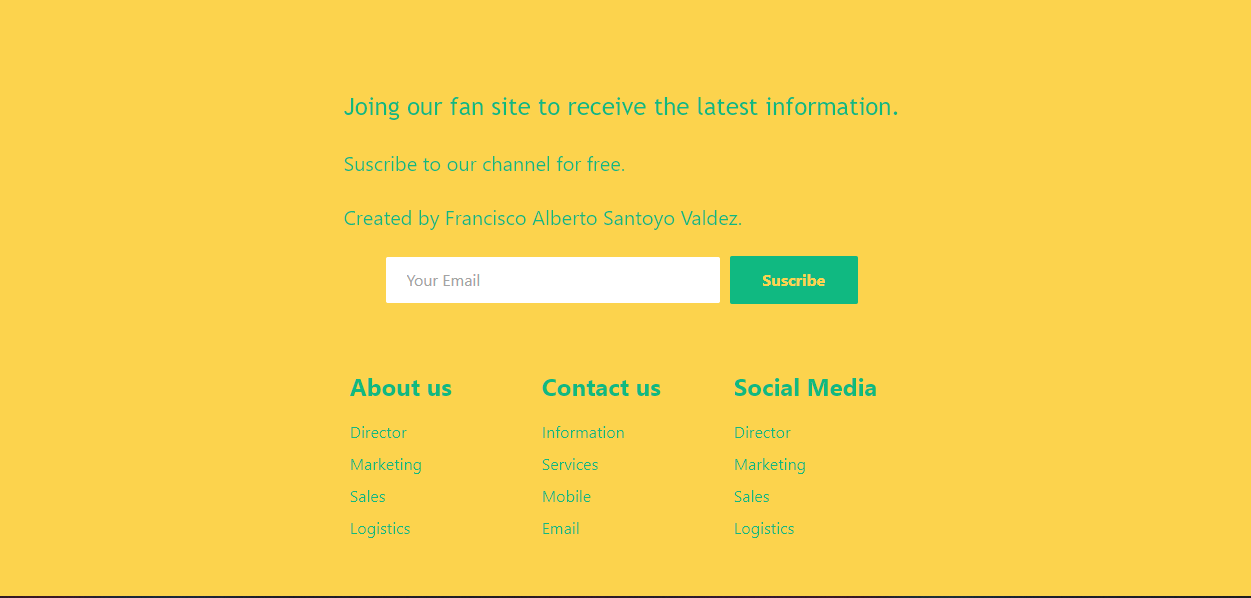 Joing our fan site to receive the latest information.
Suscribe to our channel for free.
Created by Francisco Alberto Santoyo Valdez.
Your Email
Suscribe
About us
Director
Marketing
Sales
Logistics
Contact us
Information
Services
Mobile
Email
Social Media
Director
Marketing
Sales
Logistics